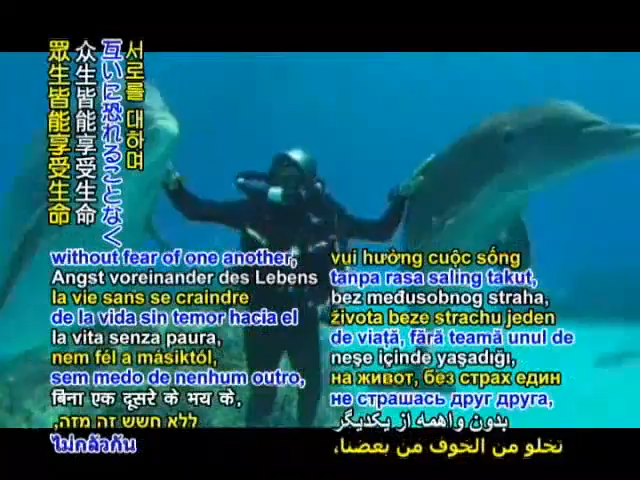 서로를 대하며
互いに恐れることなく
众生皆能享受生命
眾生皆能享受生命
without fear of one another,
Angst voreinander des Lebens
la vie sans se craindre
de la vida sin temor hacia el
la vita senza paura,
nem fél a másiktól,
sem medo de nenhum outro,
बिना एक दूसरे के भय के,
ללא חשש זה מזה,
ไม่กลัวกัน
vui hưởng cuộc sống
tanpa rasa saling takut,
bez međusobnog straha,
života beze strachu jeden
de viaţă, fără teamă unul de
neşe içinde yaşadığı,
на живот, без страх един
не страшась друг друга,
بدون واهمه از یکدیگر
تخلو من الخوف من بعضنا،